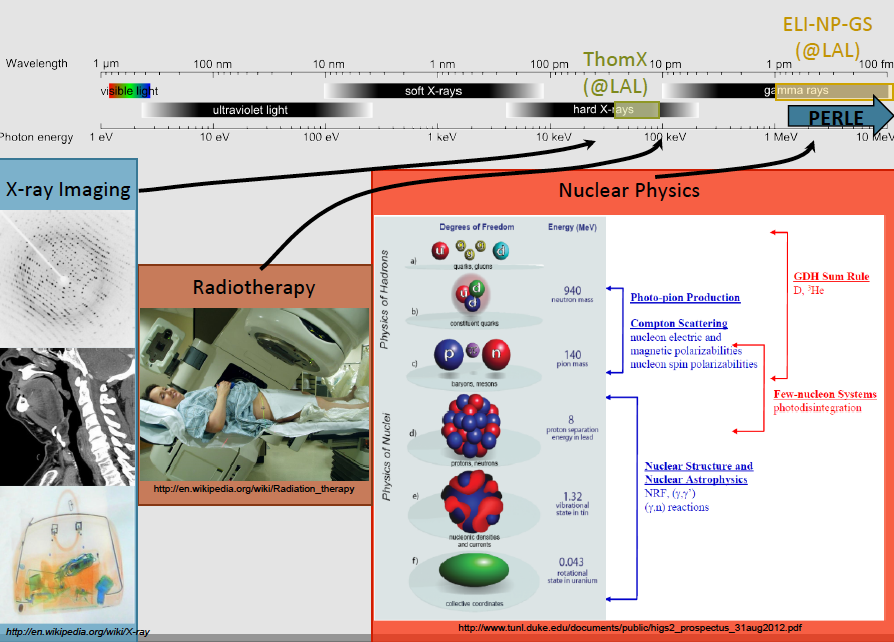 ELI-NP-GS
(@LAL)
ThomX
(@LAL)
Wavelength
1 µm
100 nm
10 nm
1 nm
100 pm
10 pm
1 pm
100 fm
visible light
soft X-rays
gamma rays
ultraviolet light
hard X-rays
PERLE
Photon energy
1 eV
10 eV
100 eV
1 keV
10 keV
100 keV
1 MeV
10 MeV
X-ray Imaging
http://en.wikipedia.org/wiki/X-ray
Radiotherapy
http://en.wikipedia.org/wiki/Radiation_therapy
Nuclear Physics
Degrees of Freedom
Energy (MeV)
Physics of Hadrons
Physics of Nuclei
a)
u
d
quarks, gluons
b)
u
d
d
constituent quarks
940
neutron mass
c)
p
n
baryons, mesons
140
pion mass
d)
protons, neutrons
8
proton separation
energy in lead
e)
nucleonic densities
and currents
1.32
vibrational
state in tin
f)
collective coordinates
0.043
rotational
state in uranium
Photo-pion Production
Compton Scattering
nucleon electric and
magnetic polarizabilities
nucleon spin polarizabilities
Nuclear Structure and
Nuclear Astrophysics
NRF, (γ,γ’)
(γ,n) reactions
GDH Sum Rule
D, ³He
Few-nucleon Systems
photodisintegration
http://www.tunl.duke.edu/documents/public/higs2_prospectus_31aug2012.pdf